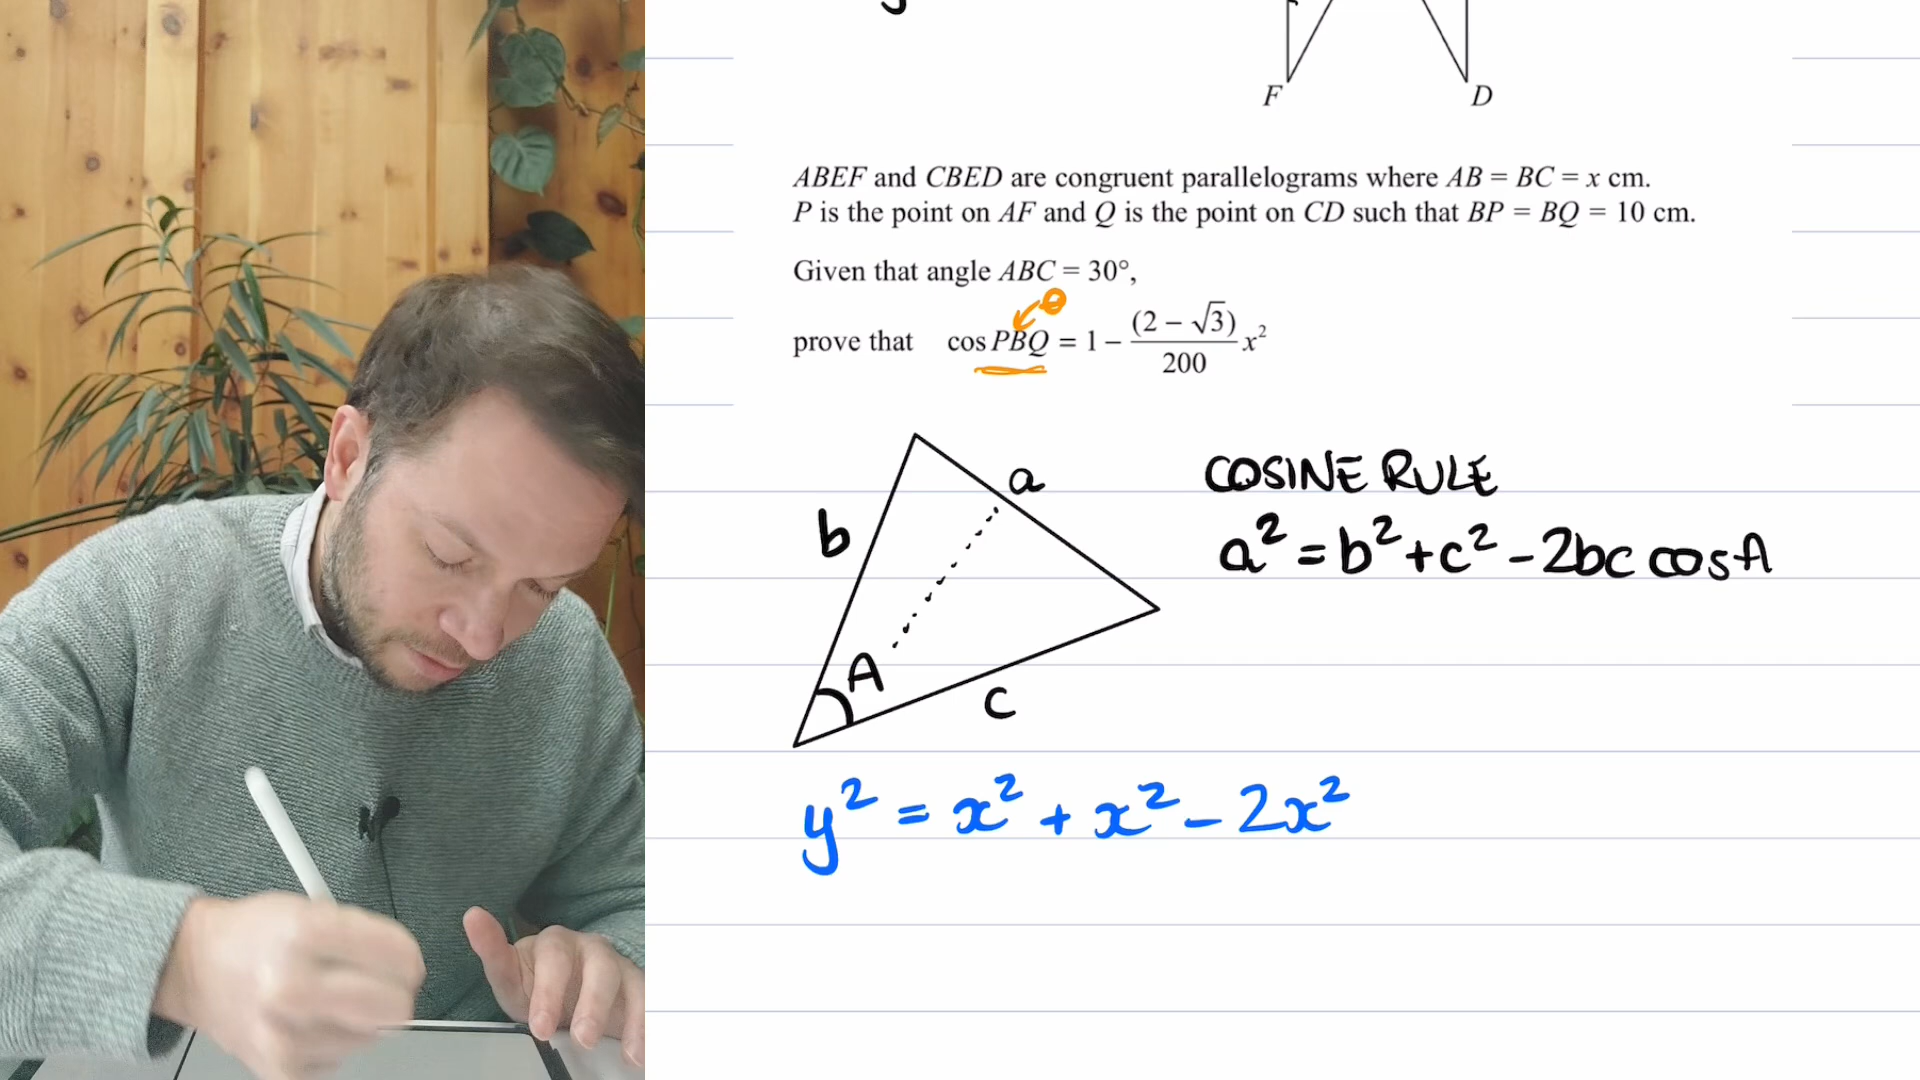 F D
ABEF and CBED are congruent parallelograms where AB = BC = x cm.
P is the point on AF and Q is the point on CD such that BP = BQ = 10 cm.
Given that angle ABC = 30°,
θ
prove that cos PBQ = 1 − (2 − √3)/200 x²
COSINE RULE
a² = b² + c² − 2bc cosA
a
b
A
c
y² = x² + x² − 2x²